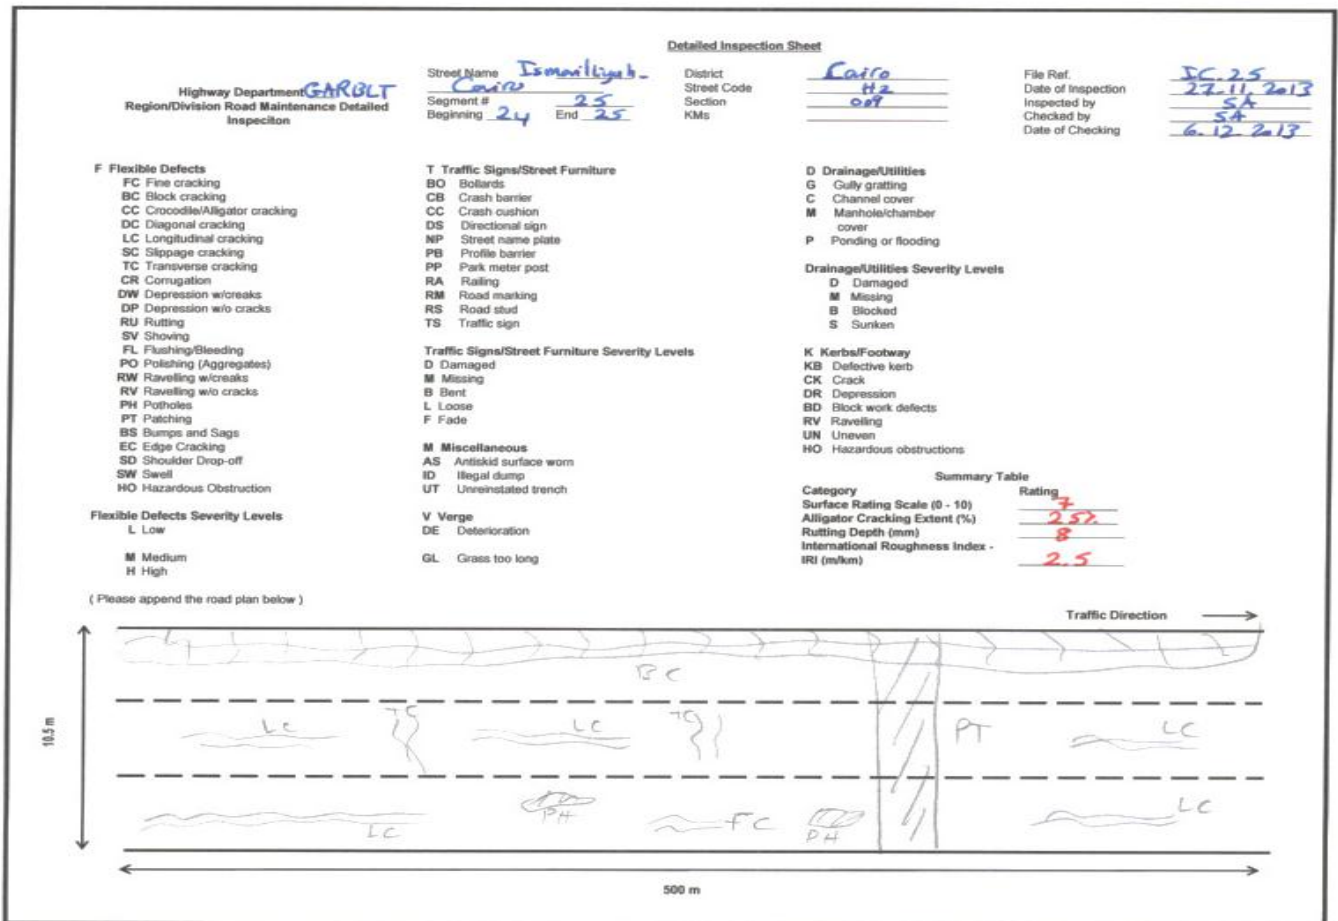 Detailed Inspection Sheet
Highway Department GARBLT
Region/Division Road Maintenance Detailed
Inspeciton
Street Name Ismailliyah-
Cairo
Segment # 25
Beginning 24 End 25
District Cairo
Street Code H2
Section 009
KMs
File Ref. IC.25
Date of Inspection 27.11.2013
Inspected by SA
Checked by SA
Date of Checking 6.12.2013
F Flexible Defects
FC Fine cracking
BC Block cracking
CC Crocodile/Alligator cracking
DC Diagonal cracking
LC Longitudinal cracking
SC Slippage cracking
TC Transverse cracking
CR Corrugation
DW Depression w/creaks
DP Depression w/o cracks
RU Rutting
SV Shoving
FL Flushing/Bleeding
PO Polishing (Aggregates)
RW Ravelling w/creaks
RV Ravelling w/o cracks
PH Potholes
PT Patching
BS Bumps and Sags
EC Edge Cracking
SD Shoulder Drop-off
SW Swell
HO Hazardous Obstruction
Flexible Defects Severity Levels
L Low
M Medium
H High
T Traffic Signs/Street Furniture
BO Bollards
CB Crash barrier
CC Crash cushion
DS Directional sign
NP Street name plate
PB Profile barrier
PP Park meter post
RA Railing
RM Road marking
RS Road stud
TS Traffic sign
Traffic Signs/Street Furniture Severity Levels
D Damaged
M Missing
B Bent
L Loose
F Fade
M Miscellaneous
AS Antiskid surface worn
ID Illegal dump
UT Unreinstated trench
V Verge
DE Deterioration
GL Grass too long
D Drainage/Utilities
G Gully gratting
C Channel cover
M Manhole/chamber
cover
P Ponding or flooding
Drainage/Utilities Severity Levels
D Damaged
M Missing
B Blocked
S Sunken
K Kerbs/Footway
KB Defective kerb
CK Crack
DR Depression
BD Block work defects
RV Ravelling
UN Uneven
HO Hazardous obstructions
Summary Table
Category Rating
Surface Rating Scale (0 - 10) 7
Alligator Cracking Extent (%) 25%
Rutting Depth (mm) 8
International Roughness Index -
IRI (m/km) 2.5
( Please append the road plan below )
Traffic Direction
BC
LC TC LC TC PT LC
PH LC
LC FC PH
10.5 m
500 m